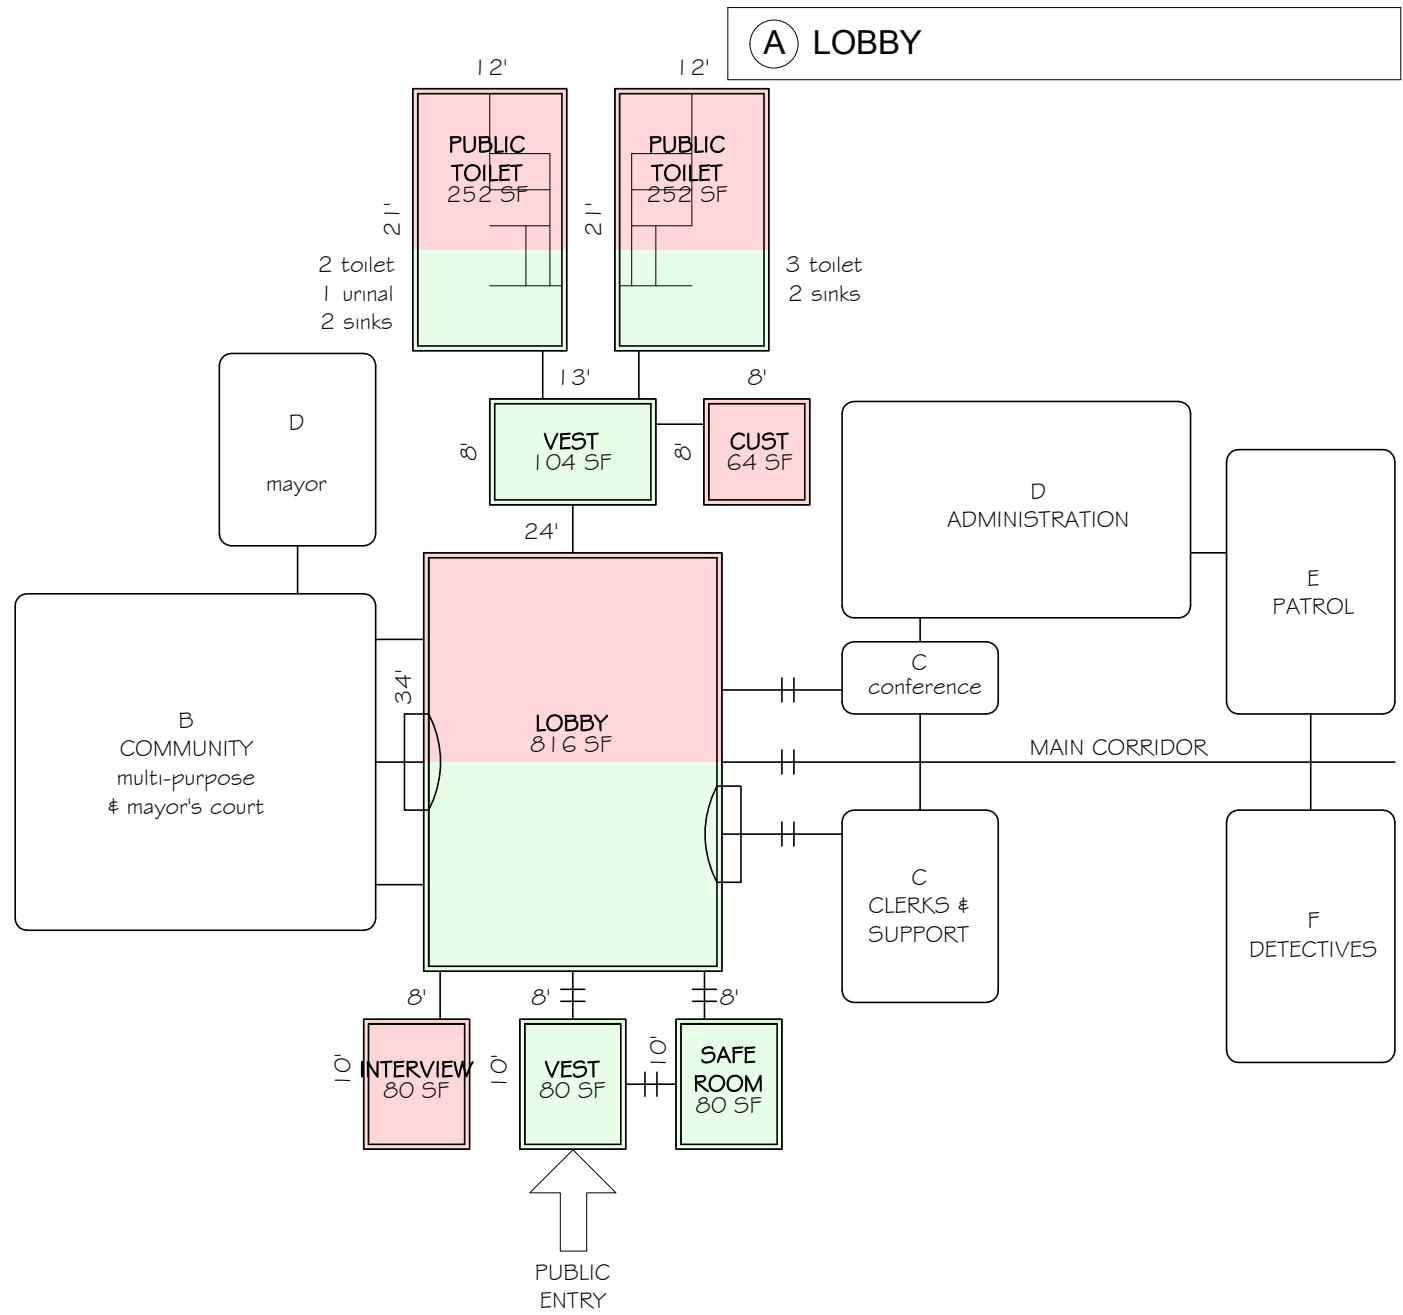 A LOBBY
12'
12'
PUBLIC
TOILET
252 SF
21'
PUBLIC
TOILET
252 SF
21'
2 toilet
1 urinal
2 sinks
3 toilet
2 sinks
13'
8'
VEST
104 SF
8'
8'
CUST
64 SF
D
mayor
24'
D
ADMINISTRATION
E
PATROL
C
conference
34'
LOBBY
816 SF
B
COMMUNITY
multi-purpose
& mayor's court
MAIN CORRIDOR
C
CLERKS &
SUPPORT
F
DETECTIVES
8'
10'
INTERVIEW
80 SF
8'
10'
VEST
80 SF
8'
10'
SAFE
ROOM
80 SF
PUBLIC
ENTRY